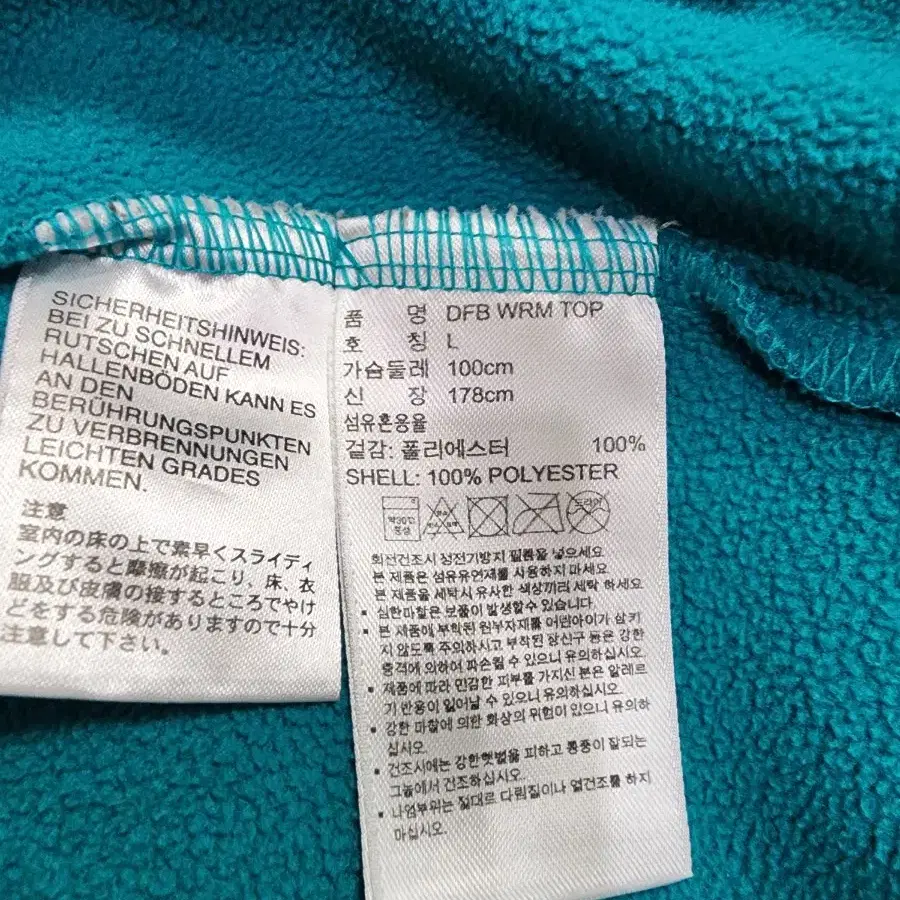 SICHERHEITSHINWEIS:
BEI ZU SCHNELLEM
RUTSCHEN AUF
HALLENBÖDEN KANN ES
AN DEN
BERÜHRUNGSPUNKTEN
ZU VERBRENNUNGEN
LEICHTEN GRADES
KOMMEN.
注意
室内の床の上で素早くスライディ
ングすると摩擦が起こり、床、衣
服及び皮膚の接するところでやけ
どをする危険がありますので十分
注意して下さい。
품 명 DFB WRM TOP
호 칭 L
가슴둘레 100cm
신 장 178cm
섬유혼용율
겉감: 폴리에스터 100%
SHELL: 100% POLYESTER
약30℃
중성
드라이
회전건조시 성전기방지 필름을 넣으세요
본 제품은 섬유유연재를 사용하지 마세요
본 제품을 세탁시 유사한 색상끼리 세탁 하세요
▪ 심한마찰은 보풀이 발생할수 있습니다
▪ 본 제품에 부착된 원부자재를 어린아이가 삼키
지 않도록 주의하시고 부착된 장신구 등은 강한
충격에 의하여 파손될 수 있으니 유의하십시오.
▪ 제품에 따라 민감한 피부를 가지신 분은 알레르
기 반응이 일어날 수 있으니 유의하십시오.
▪ 강한 마찰에 의한 화상의 위험이 있으니 유의하
십시오.
▪ 건조시에는 강한햇볕을 피하고 통풍이 잘되는
그늘에서 건조하십시오.
▪ 나염부위는 절대로 다림질이나 열건조를 하지
마십시오.